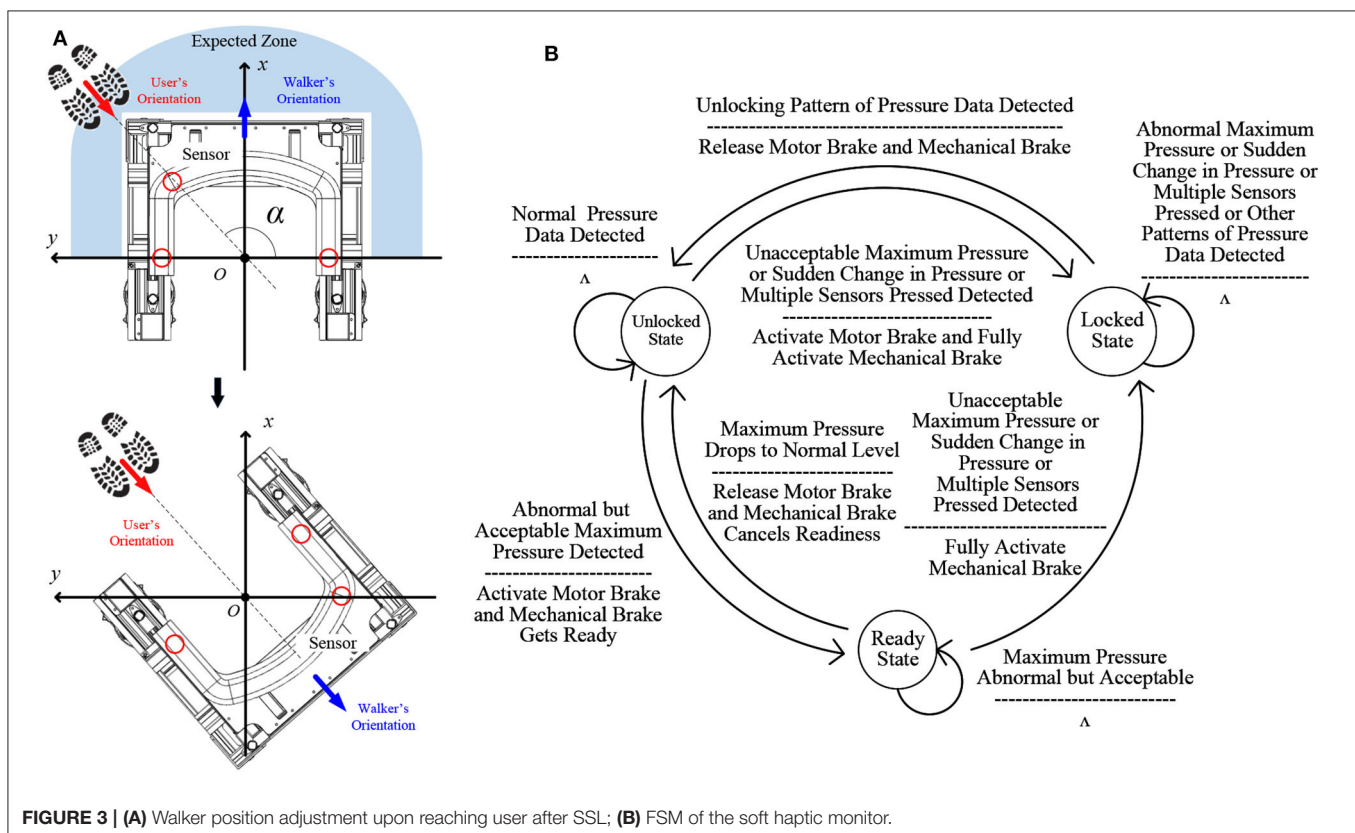 A
Expected Zone
x
User's
Orientation
Walker's
Orientation
Sensor
α
y
O
x
User's
Orientation
y
O
Sensor
Walker's
Orientation
B
Unlocking Pattern of Pressure Data Detected
Release Motor Brake and Mechanical Brake
Abnormal Maximum
Pressure or Sudden
Change in Pressure or
Multiple Sensors
Pressed or Other
Patterns of Pressure
Data Detected
Λ
Normal Pressure
Data Detected
Λ
Unacceptable Maximum Pressure
or Sudden Change in Pressure or
Multiple Sensors Pressed Detected
Activate Motor Brake and Fully
Activate Mechanical Brake
Unlocked
State
Locked
State
Maximum Pressure
Drops to Normal Level
Release Motor Brake
and Mechanical Brake
Cancels Readiness
Unacceptable
Maximum Pressure or
Sudden Change in
Pressure or
Multiple Sensors
Pressed Detected
Fully Activate
Mechanical Brake
Abnormal but
Acceptable Maximum
Pressure Detected
Activate Motor Brake
and Mechanical Brake
Gets Ready
Ready
State
Maximum Pressure
Abnormal but Acceptable
Λ
FIGURE 3 | (A) Walker position adjustment upon reaching user after SSL; (B) FSM of the soft haptic monitor.